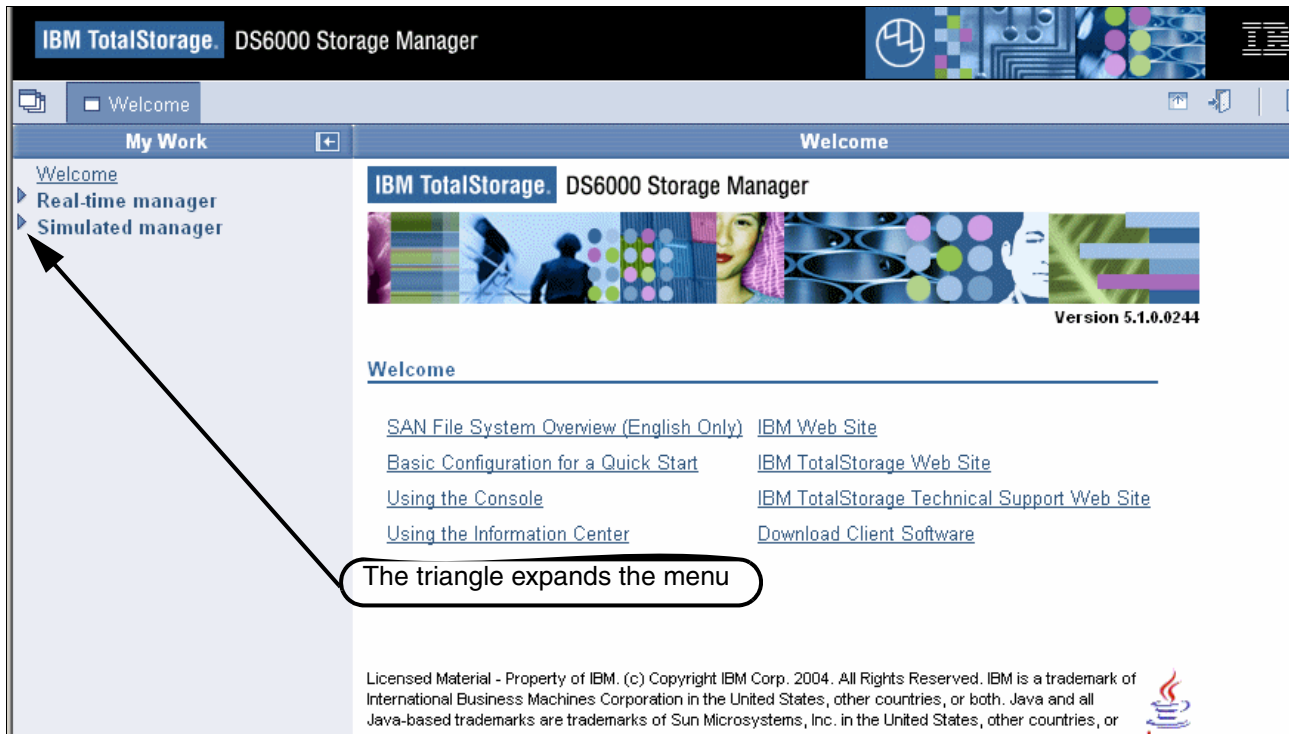 IBM TotalStorage. DS6000 Storage Manager
IBM
Welcome
My Work
Welcome
Welcome
Real-time manager
Simulated manager
IBM TotalStorage. DS6000 Storage Manager
Version 5.1.0.0244
Welcome
SAN File System Overview (English Only) IBM Web Site
Basic Configuration for a Quick Start IBM TotalStorage Web Site
Using the Console IBM TotalStorage Technical Support Web Site
Using the Information Center Download Client Software
The triangle expands the menu
Licensed Material - Property of IBM. (c) Copyright IBM Corp. 2004. All Rights Reserved. IBM is a trademark of
International Business Machines Corporation in the United States, other countries, or both. Java and all
Java-based trademarks are trademarks of Sun Microsystems, Inc. in the United States, other countries, or